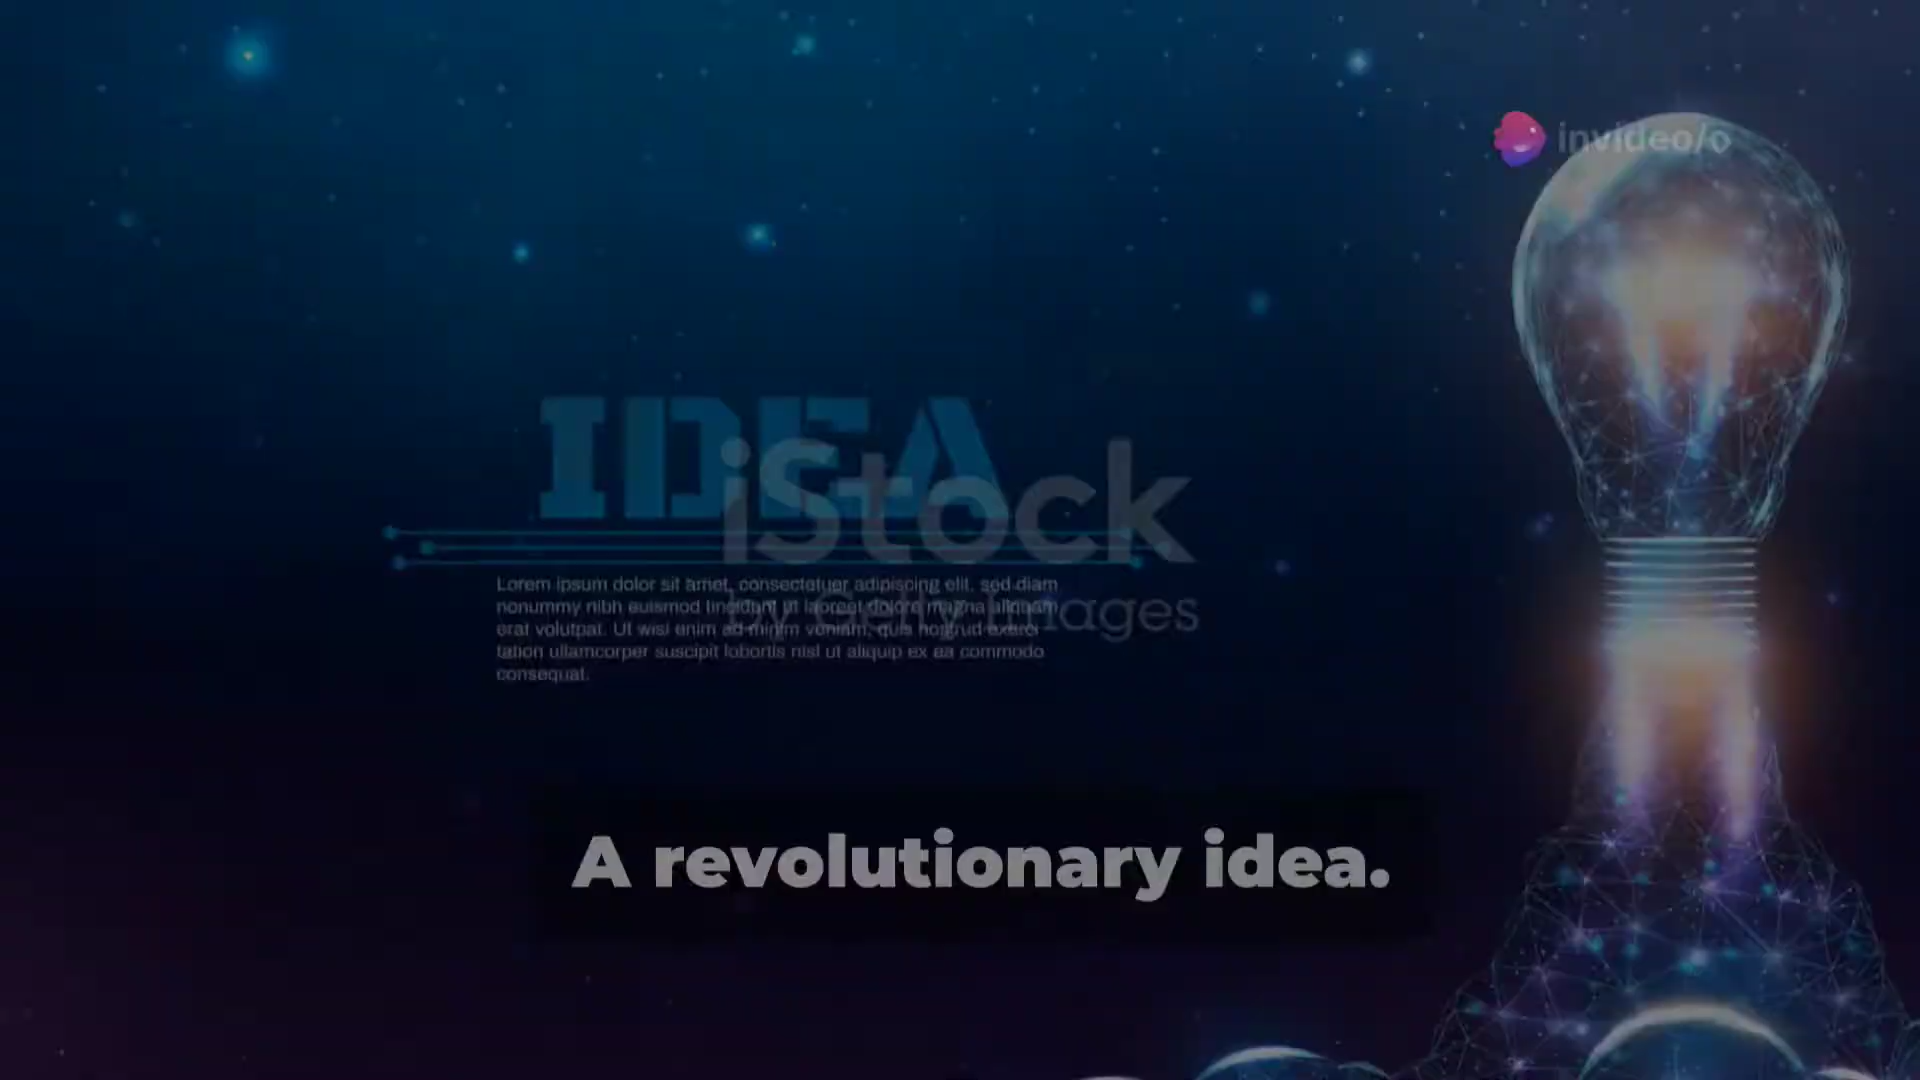 invideo/o
IDEA
iStock
Lorem ipsum dolor sit amet, consectetuer adipiscing elit, sed diam
by Getty Images
nonummy nibh euismod tincidunt ut laoreet dolore magna aliquam
erat volutpat. Ut wisi enim ad minim veniam, quis nostrud exerci
tation ullamcorper suscipit lobortis nisl ut aliquip ex ea commodo
consequat.
A revolutionary idea.